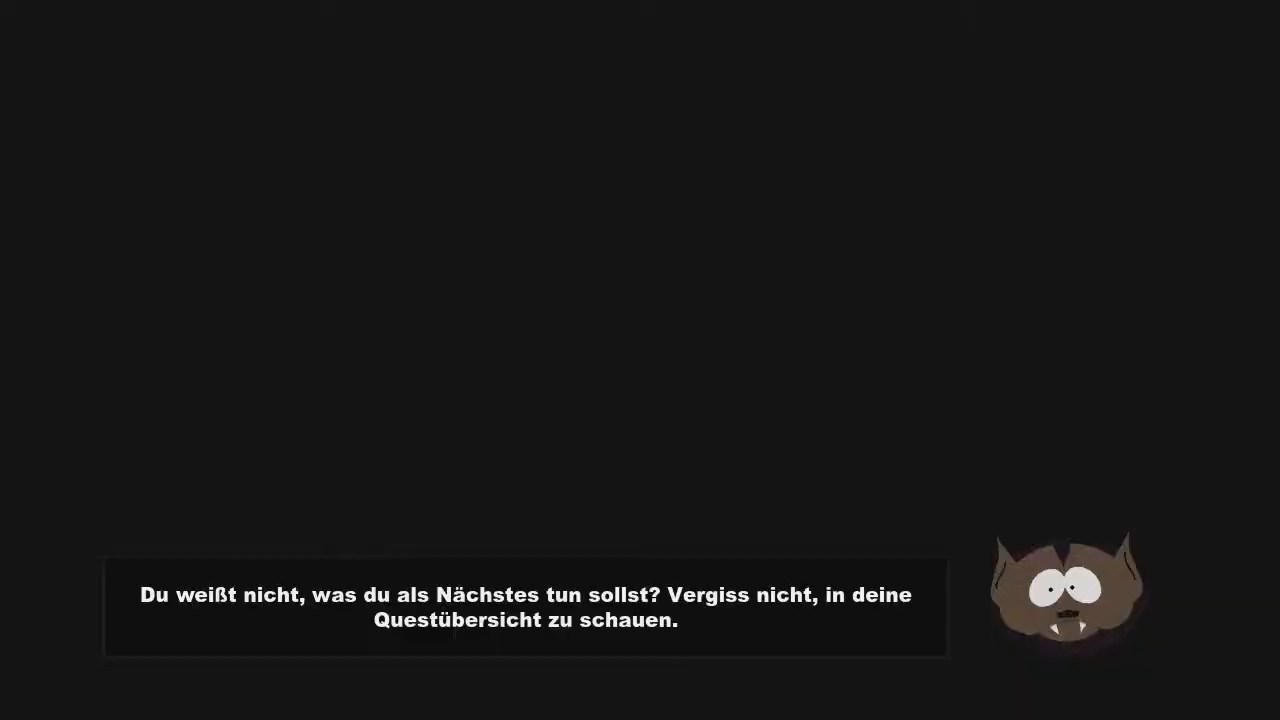 Du weißt nicht, was du als Nächstes tun sollst? Vergiss nicht, in deine
Questübersicht zu schauen.